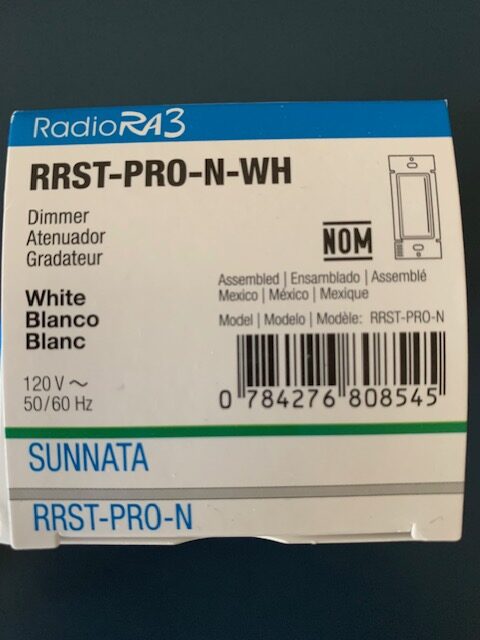 RadioRA3
RRST-PRO-N-WH
Dimmer
Atenuador
Gradateur
NOM
Assembled | Ensamblado | Assemblé
Mexico | México | Mexique
White
Blanco
Blanc
Model | Modelo | Modèle: RRST-PRO-N
120 V ~
50/60 Hz
0 784276 808545
SUNNATA
RRST-PRO-N